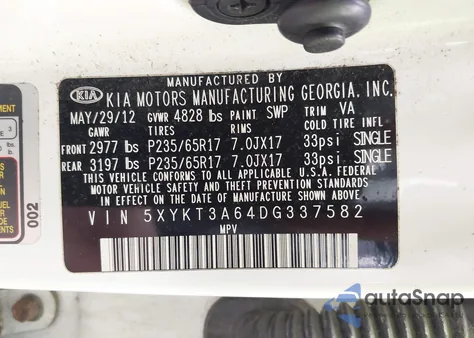 MANUFACTURED BY
KIA KIA MOTORS MANUFACTURING GEORGIA. INC.
MAY/29/12 GVWR 4828 lbs PAINT SWP TRIM VA
GAWR TIRES RIMS COLD TIRE INFL
FRONT 2977 lbs P235/65R17 7.0JX17 33psi SINGLE
REAR 3197 lbs P235/65R17 7.0JX17 33psi SINGLE
THIS VEHICLE CONFORMS TO ALL APPLICABLE U.S.A. FEDERAL
MOTOR VEHICLE SAFETY STANDARDS IN EFFECT ON THE DATE OF
MANUFACTURE SHOWN ABOVE.
VIN 5XYKT3A64DG337582
MPV
002
autoSnap